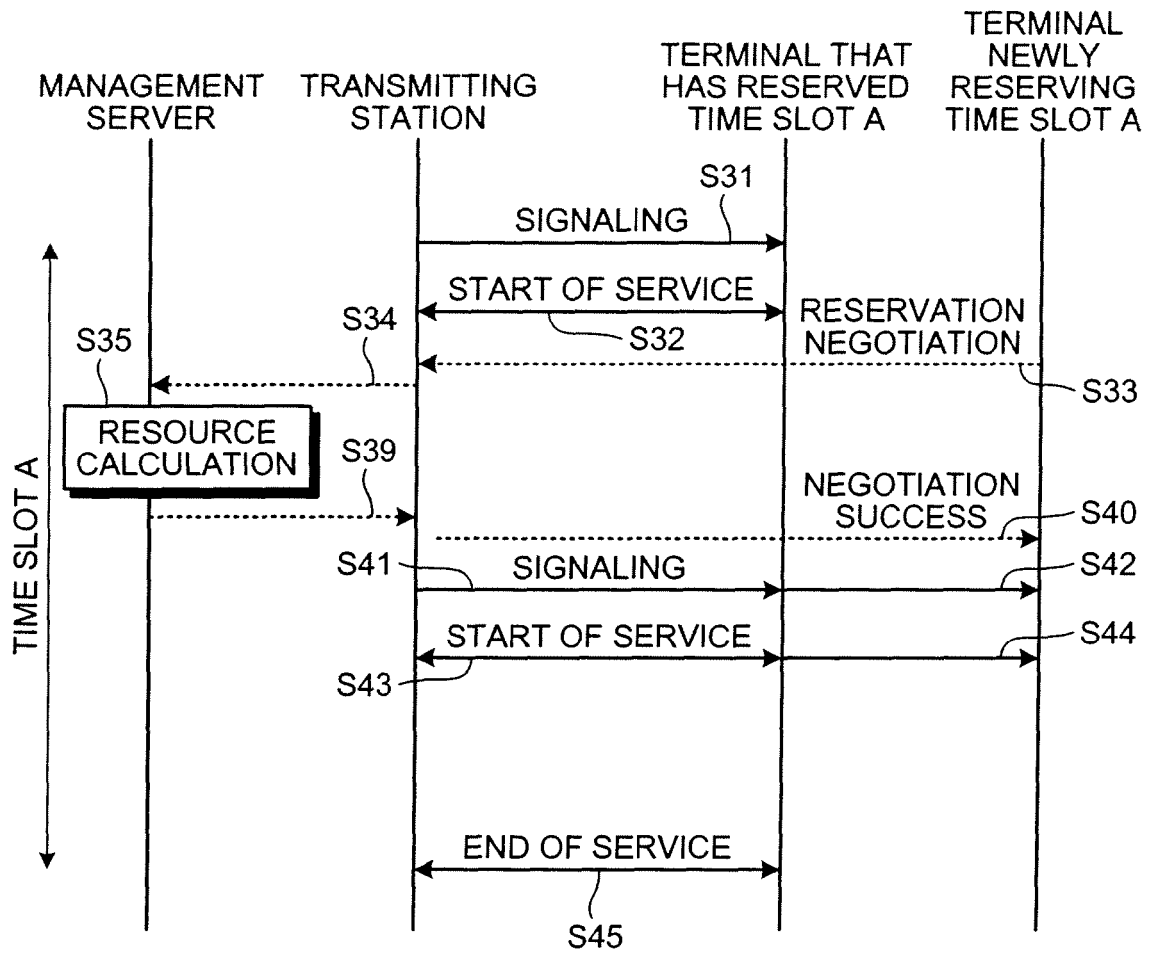 MANAGEMENT
SERVER
TRANSMITTING
STATION
TERMINAL THAT
HAS RESERVED
TIME SLOT A
TERMINAL
NEWLY
RESERVING
TIME SLOT A
S31
SIGNALING
START OF SERVICE
S32
RESERVATION
NEGOTIATION
S33
S34
S35
RESOURCE
CALCULATION
S39
NEGOTIATION
SUCCESS
S40
S41
SIGNALING
S42
START OF SERVICE
S43
S44
TIME SLOT A
END OF SERVICE
S45